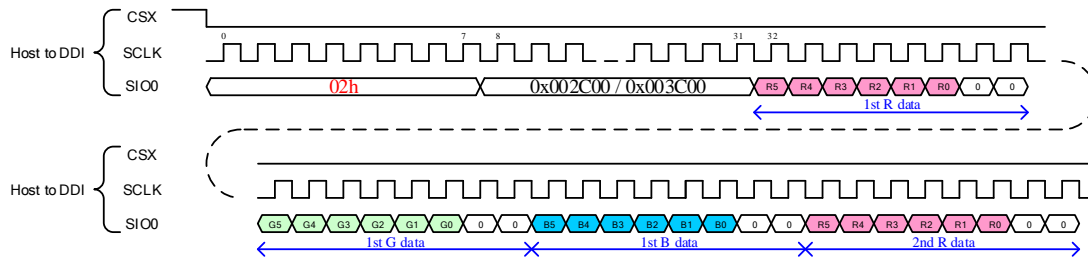 CSX
0 7 8 31 32
Host to DDI SCLK
SIO0 02h 0x002C00 / 0x003C00 R5 R4 R3 R2 R1 R0 0 0
1st R data
CSX
Host to DDI SCLK
SIO0 G5 G4 G3 G2 G1 G0 0 0 B5 B4 B3 B2 B1 B0 0 0 R5 R4 R3 R2 R1 R0 0 0
1st G data 1st B data 2nd R data